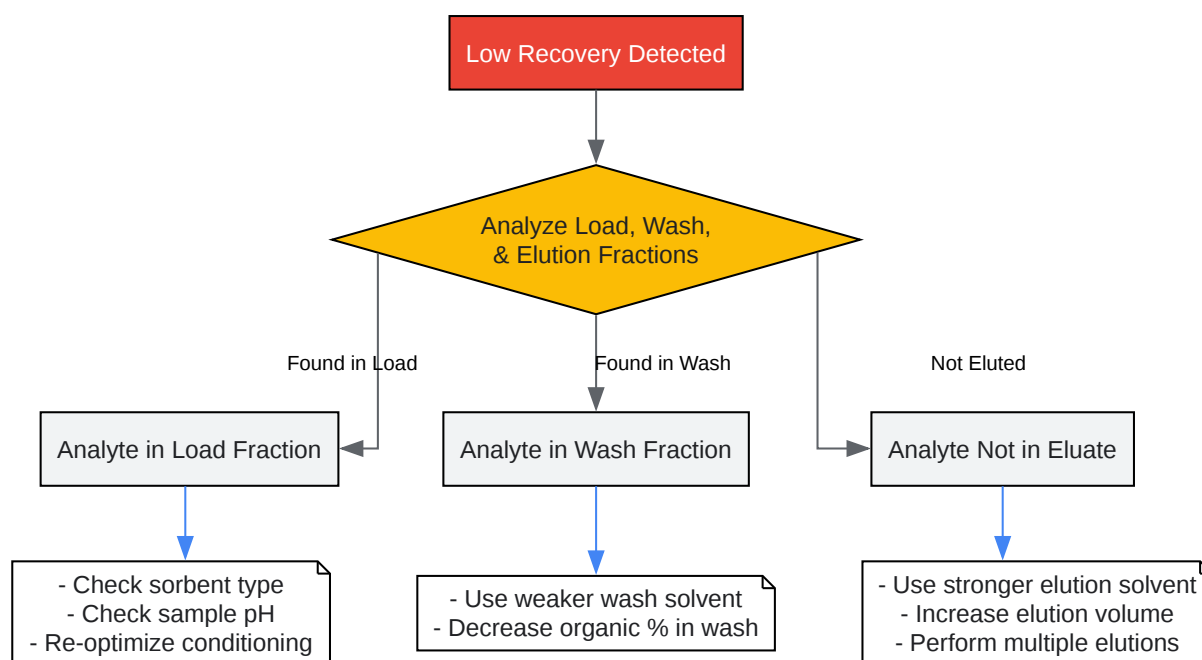 Low Recovery Detected
Analyze Load, Wash,
& Elution Fractions
Found in Load
Found in Wash
Not Eluted
Analyte in Load Fraction
Analyte in Wash Fraction
Analyte Not in Eluate
- Check sorbent type
- Check sample pH
- Re-optimize conditioning
- Use weaker wash solvent
- Decrease organic % in wash
- Use stronger elution solvent
- Increase elution volume
- Perform multiple elutions